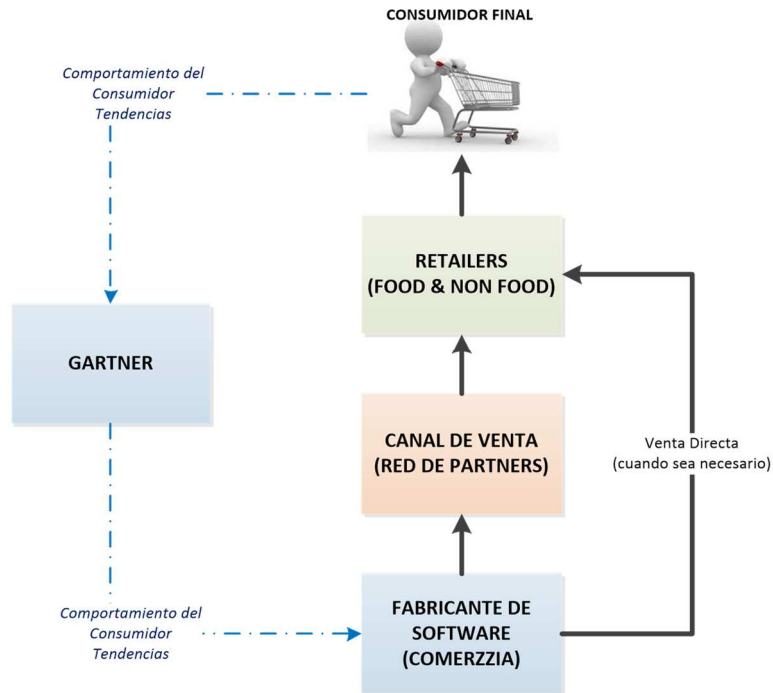 CONSUMIDOR FINAL
Comportamiento del
Consumidor
Tendencias
RETAILERS
(FOOD & NON FOOD)
GARTNER
CANAL DE VENTA
(RED DE PARTNERS)
Venta Directa
(cuando sea necesario)
Comportamiento del
Consumidor
Tendencias
FABRICANTE DE
SOFTWARE
(COMERZZIA)